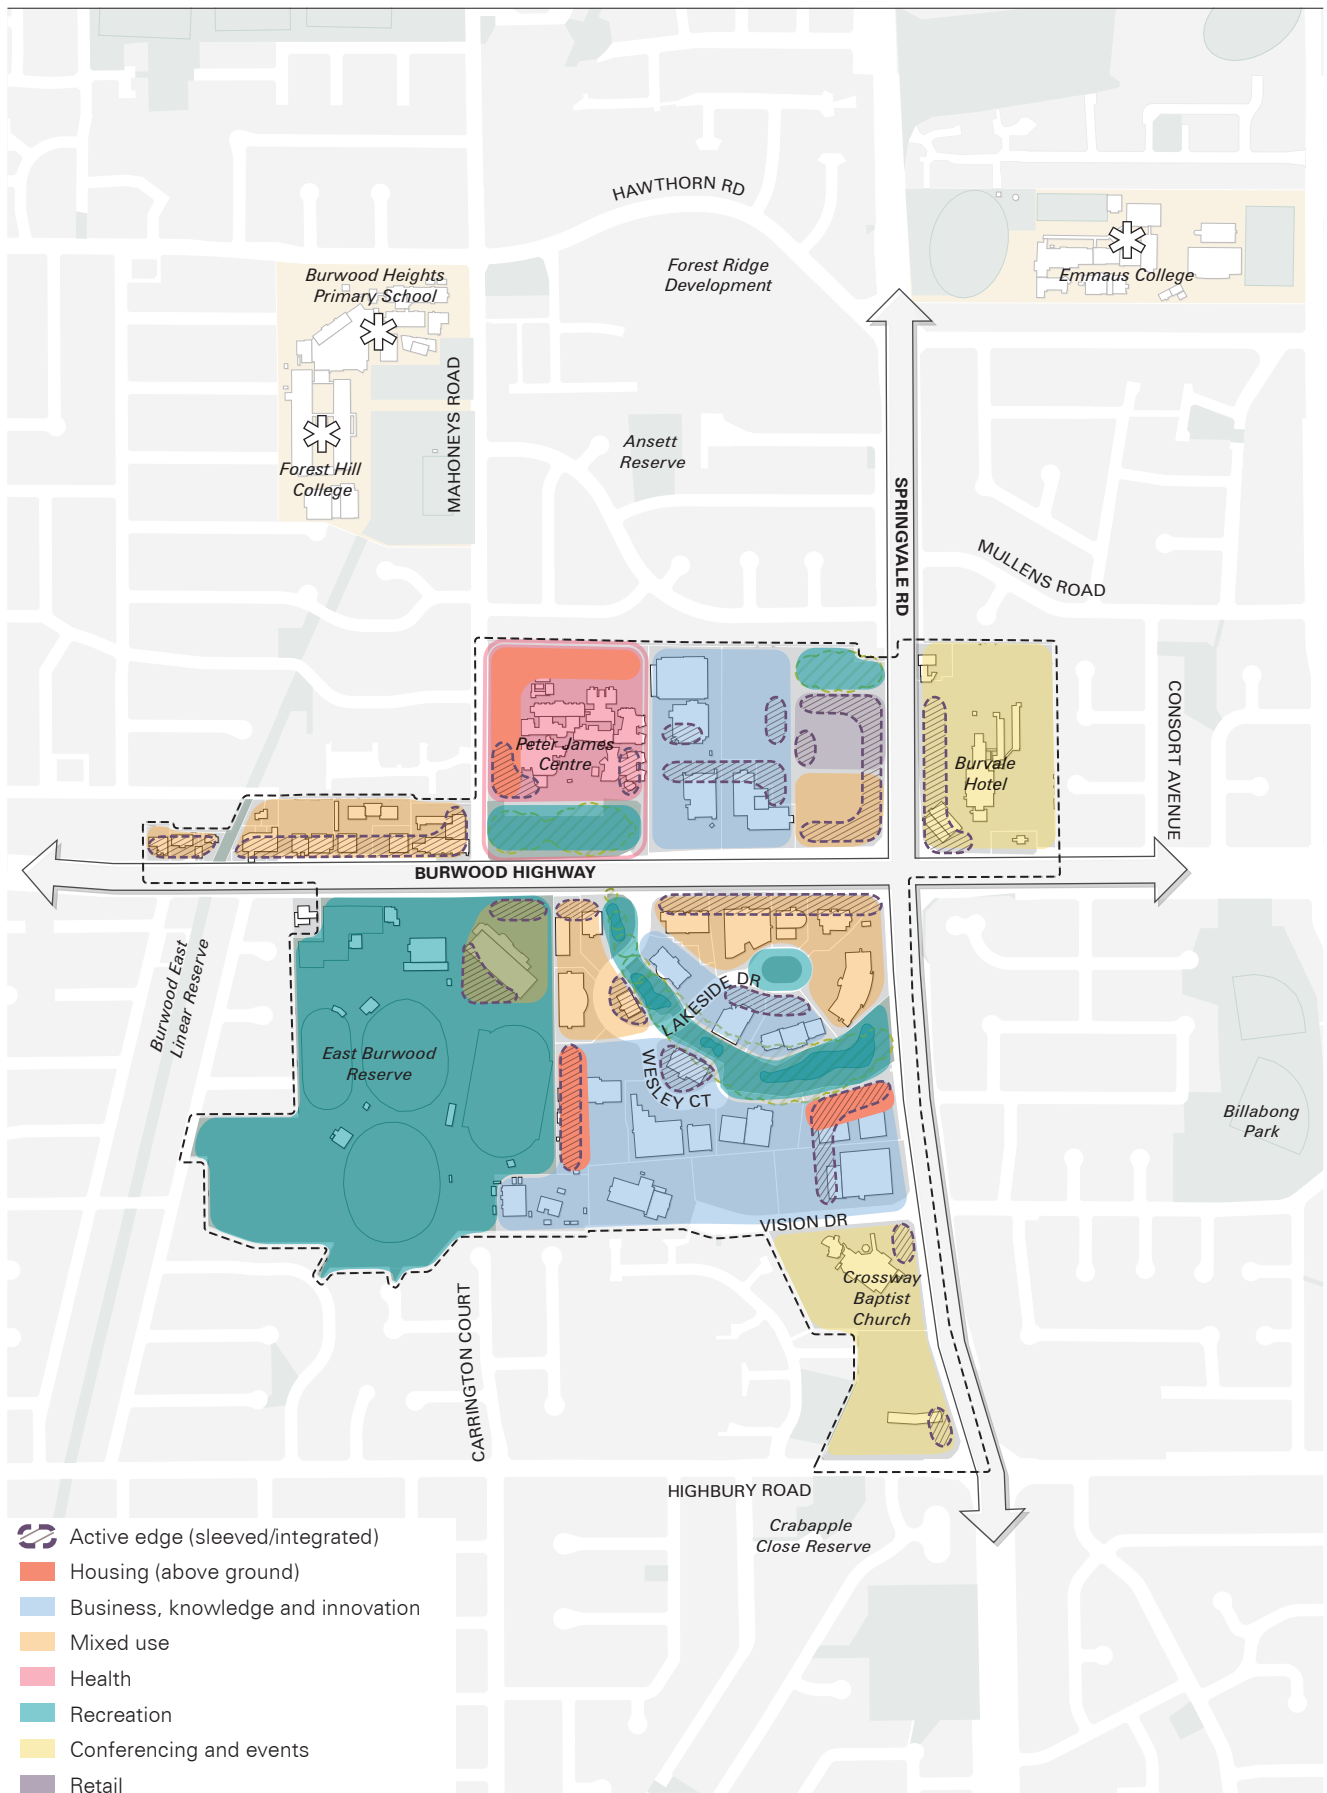 HAWTHORN RD
Forest Ridge
Development
Burwood Heights
Primary School
Emmaus College
MAHONEYS ROAD
Forest Hill
College
Ansett
Reserve
SPRINGVALE RD
MULLENS ROAD
CONSORT AVENUE
Peter James
Centre
Burvale
Hotel
BURWOOD HIGHWAY
Burwood East
Linear Reserve
LAKESIDE DR
WESLEY CT
East Burwood
Reserve
Billabong
Park
VISION DR
Crossway
Baptist
Church
CARRINGTON COURT
HIGHBURY ROAD
Crabapple
Close Reserve
Active edge (sleeved/integrated)
Housing (above ground)
Business, knowledge and innovation
Mixed use
Health
Recreation
Conferencing and events
Retail